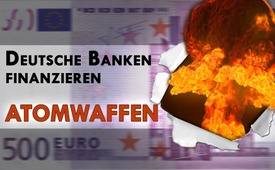 DEUTSCHE BANKEN
FINANZIEREN
ATOMWAFFEN
500 EURO